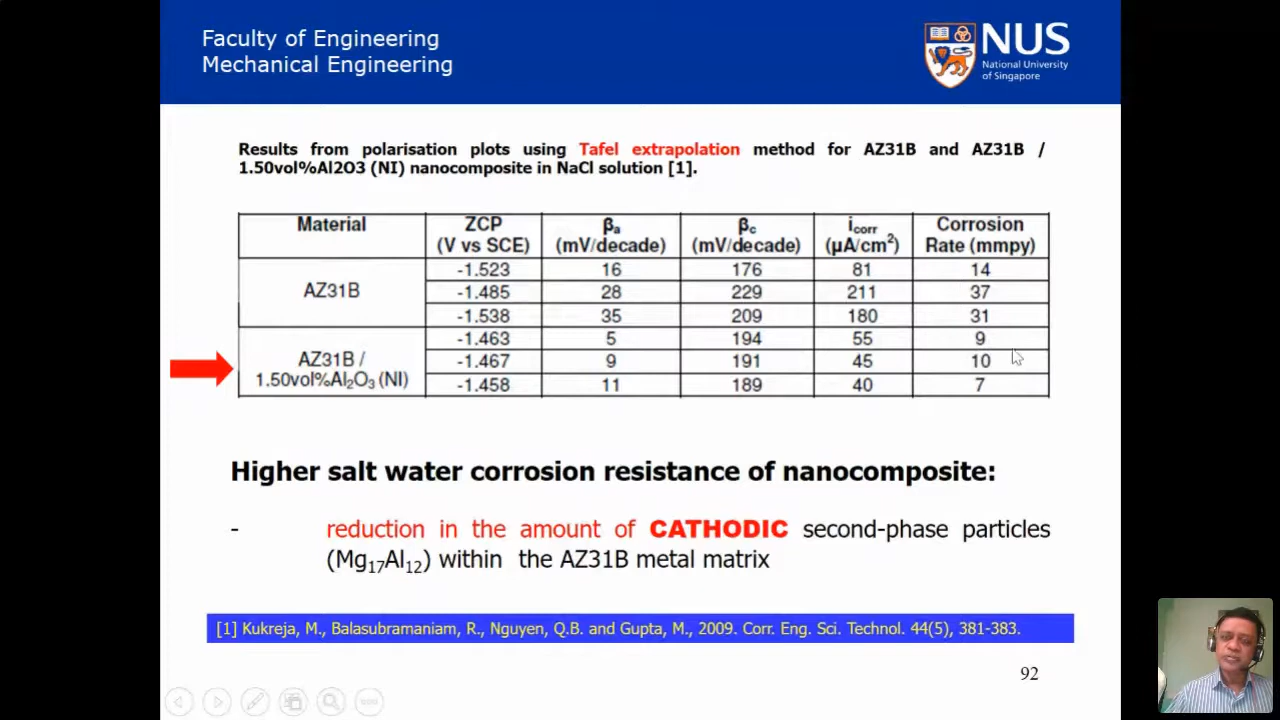 Faculty of Engineering
Mechanical Engineering
NUS
National University
of Singapore
Results from polarisation plots using Tafel extrapolation method for AZ31B and AZ31B /
1.50vol%Al2O3 (NI) nanocomposite in NaCl solution [1].
Material ZCP (V vs SCE) βa (mV/decade) βc (mV/decade) icorr (μA/cm²) Corrosion Rate (mmpy)
AZ31B -1.523 16 176 81 14
-1.485 28 229 211 37
-1.538 35 209 180 31
AZ31B / 1.50vol%Al₂O₃ (NI) -1.463 5 194 55 9
-1.467 9 191 45 10
-1.458 11 189 40 7
Higher salt water corrosion resistance of nanocomposite:
- reduction in the amount of CATHODIC second-phase particles
(Mg₁₇Al₁₂) within the AZ31B metal matrix
[1] Kukreja, M., Balasubramaniam, R., Nguyen, Q.B. and Gupta, M., 2009. Corr. Eng. Sci. Technol. 44(5), 381-383.
92